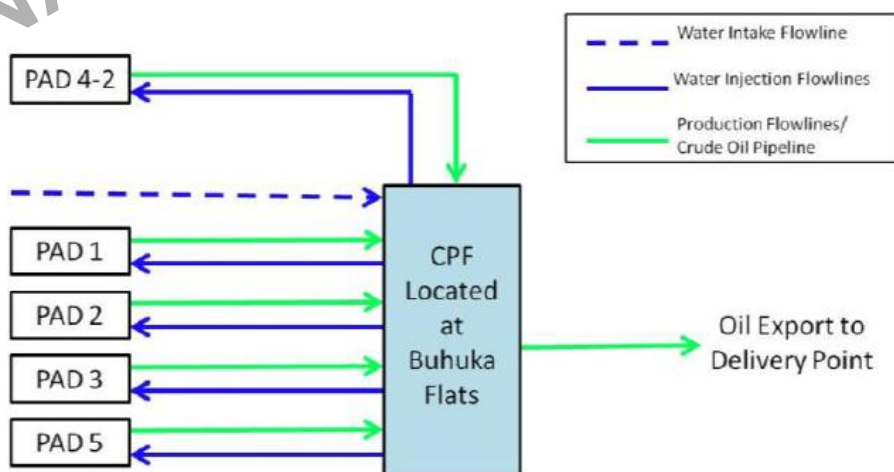 Water Intake Flowline
Water Injection Flowlines
Production Flowlines/
Crude Oil Pipeline
PAD 4-2
PAD 1
PAD 2
PAD 3
PAD 5
CPF
Located
at
Buhuka
Flats
Oil Export to
Delivery Point